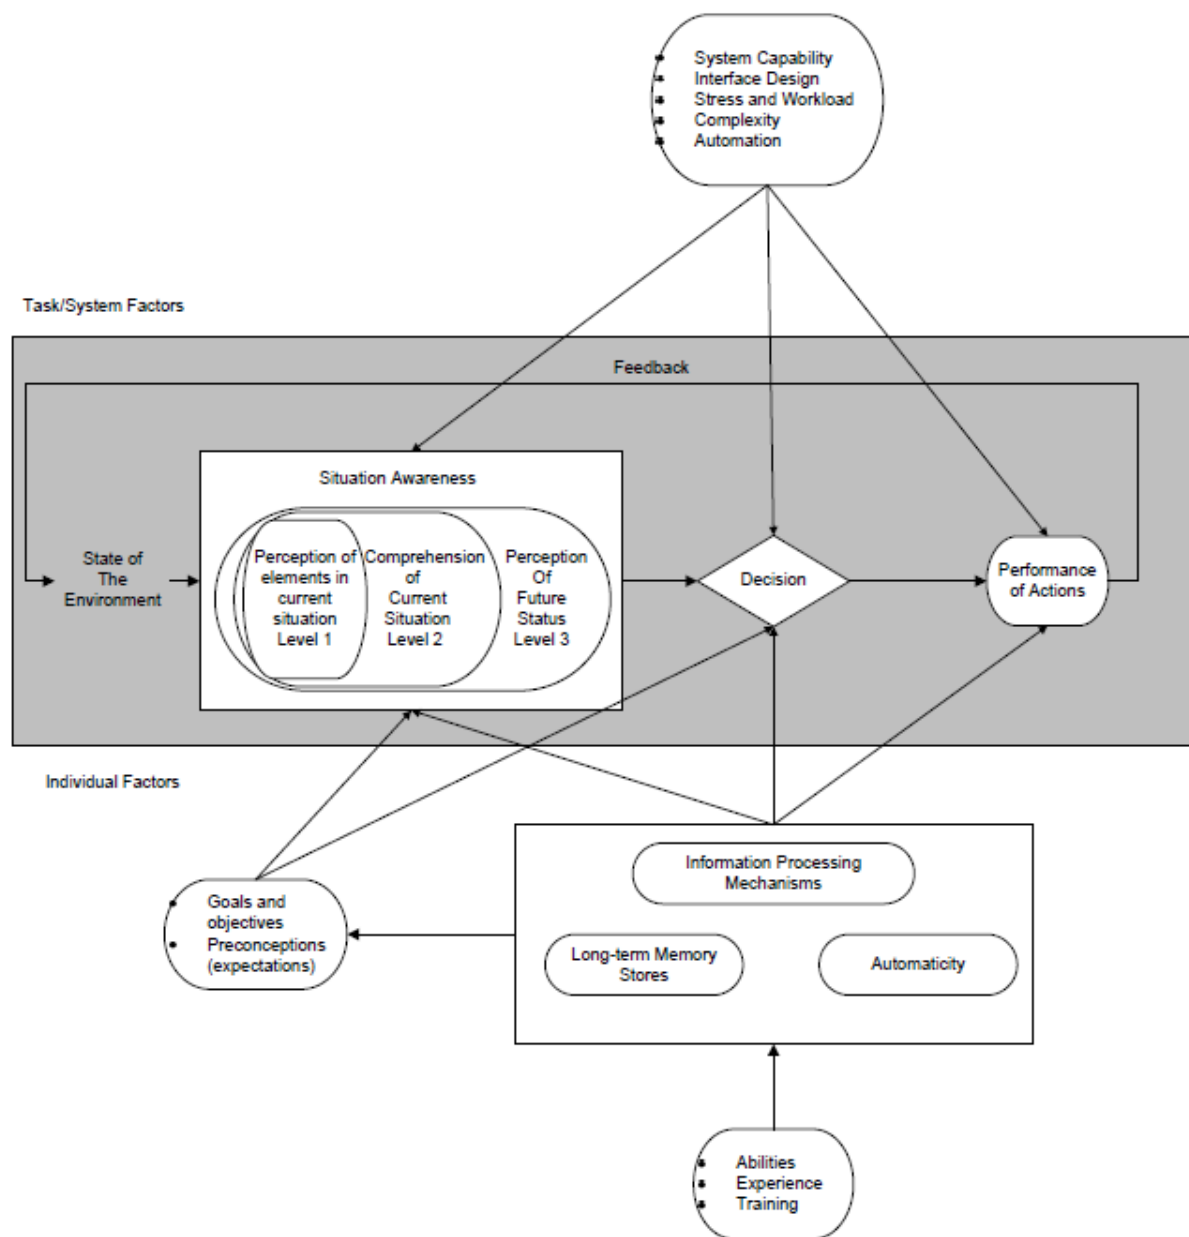 System Capability
Interface Design
Stress and Workload
Complexity
Automation
Task/System Factors
Feedback
Situation Awareness
State of
The
Environment
Perception of
elements in
current
situation
Level 1
Comprehension
of
Current
Situation
Level 2
Perception
Of
Future
Status
Level 3
Decision
Performance
of Actions
Individual Factors
Goals and
objectives
Preconceptions
(expectations)
Information Processing
Mechanisms
Long-term Memory
Stores
Automaticity
Abilities
Experience
Training